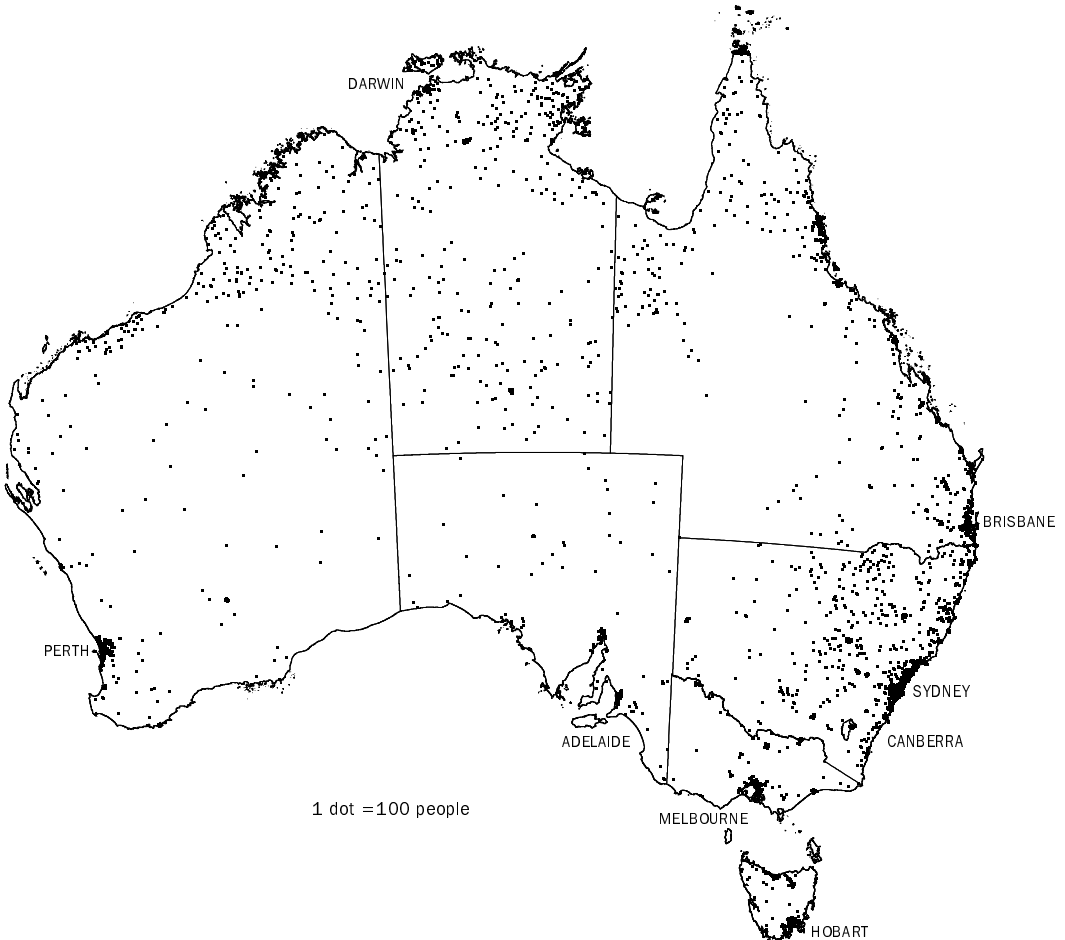 DARWIN
BRISBANE
PERTH
SYDNEY
ADELAIDE
CANBERRA
1 dot =100 people
MELBOURNE
HOBART